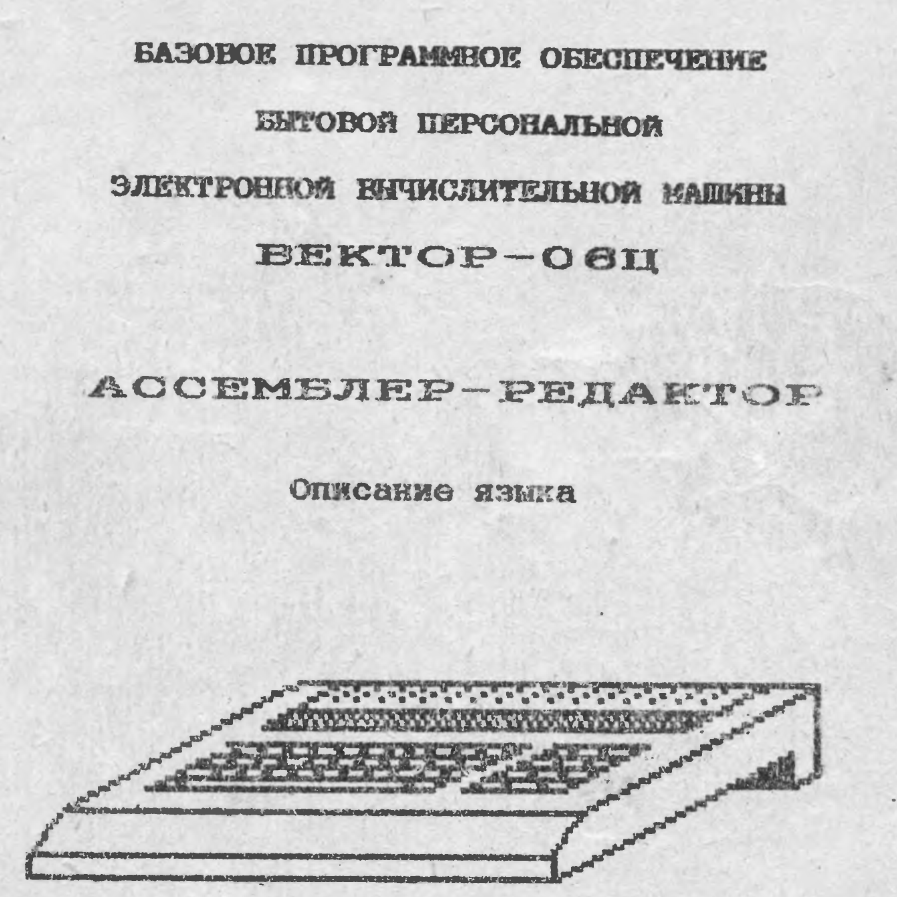 БАЗОВОЕ ПРОГРАММНОЕ ОБЕСПЕЧЕНИЕ
БЫТОВОЙ ПЕРСОНАЛЬНОЙ
ЭЛЕКТРОННОЙ ВЫЧИСЛИТЕЛЬНОЙ МАШИНЫ
ВЕКТОР-06Ц
АССЕМБЛЕР-РЕДАКТОР
Описание языка